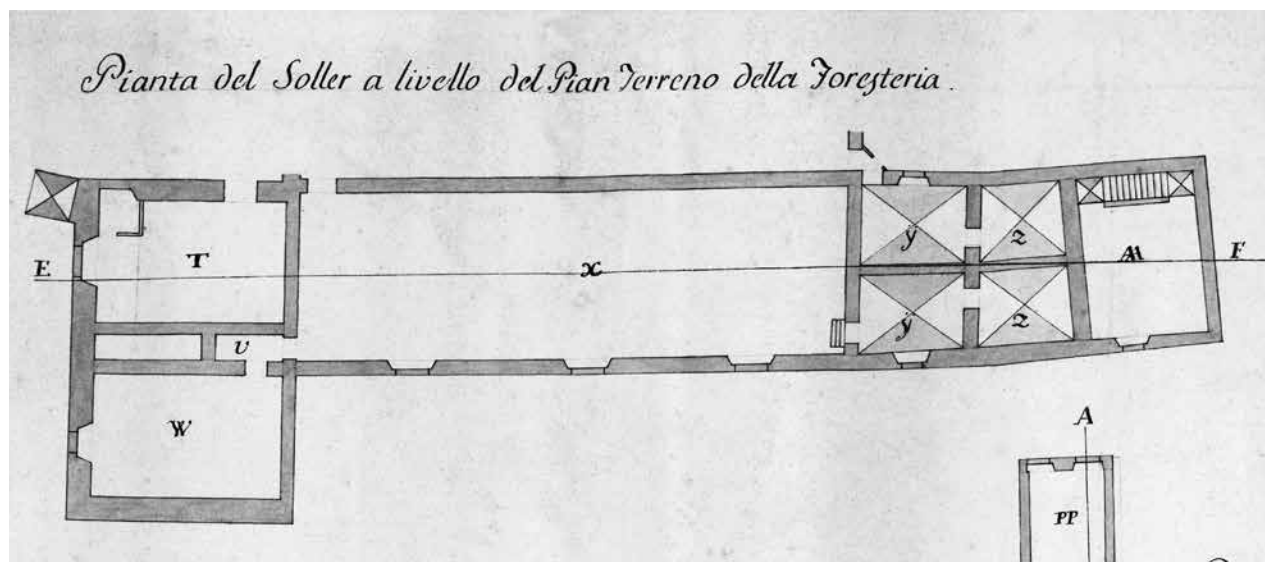 Pianta del Soller a livello del Pian Terreno della Foresteria.
E T x ÿ z M F
ÿ z
U
W
A
PP